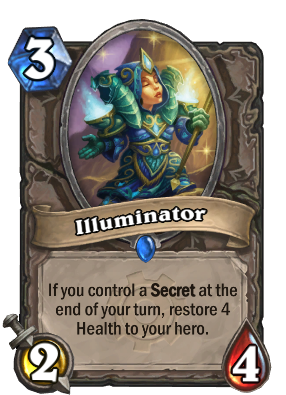 3
Illuminator
If you control a Secret at the
end of your turn, restore 4
Health to your hero.
2
4